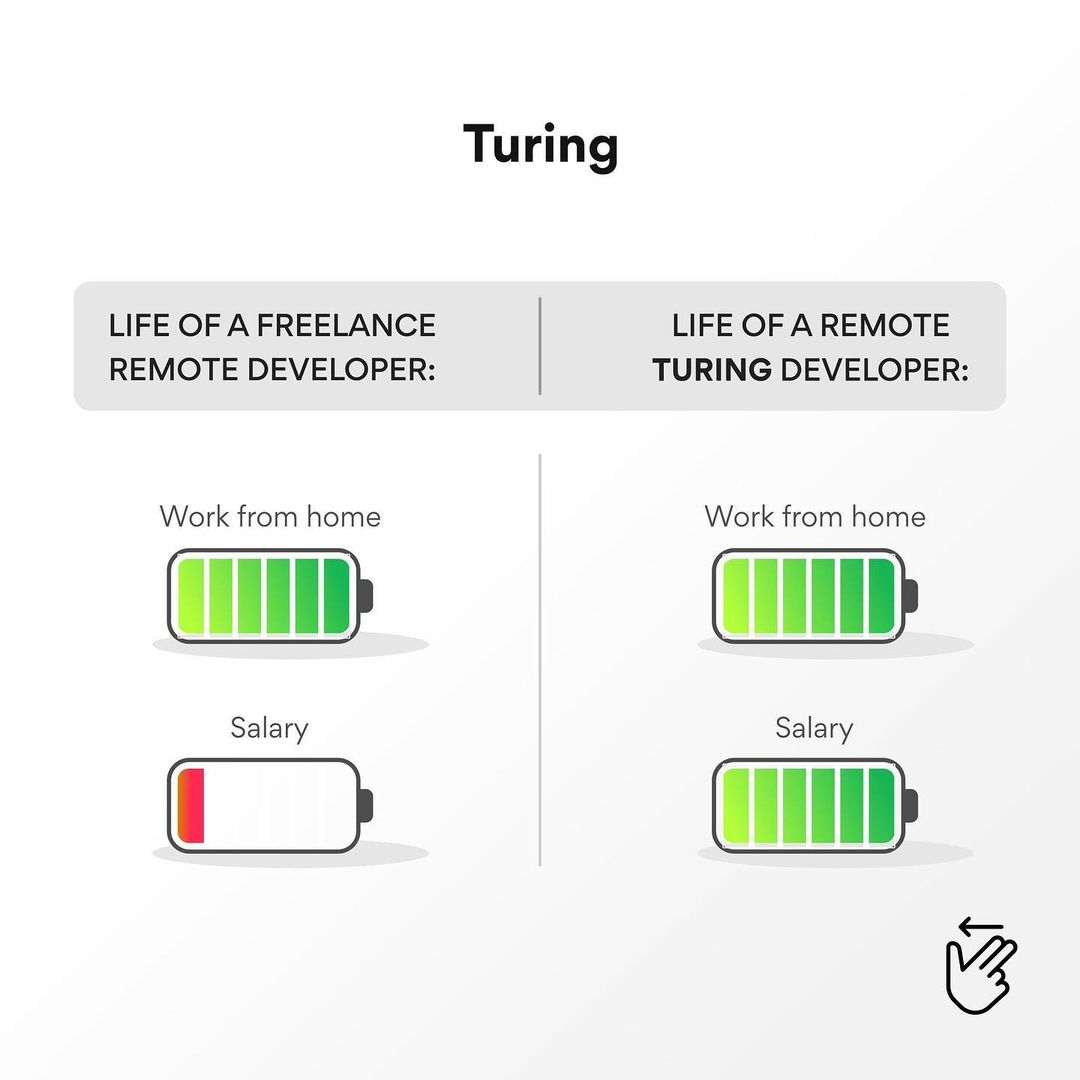 Turing
LIFE OF A FREELANCE
REMOTE DEVELOPER:
LIFE OF A REMOTE
TURING DEVELOPER:
Work from home
Salary
Work from home
Salary